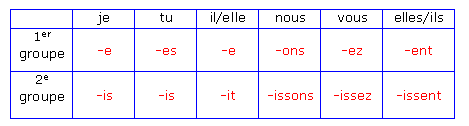 je tu il/elle nous vous elles/ils
1er groupe –e –es –e –ons –ez –ent
2e groupe –is –is –it –issons –issez –issent